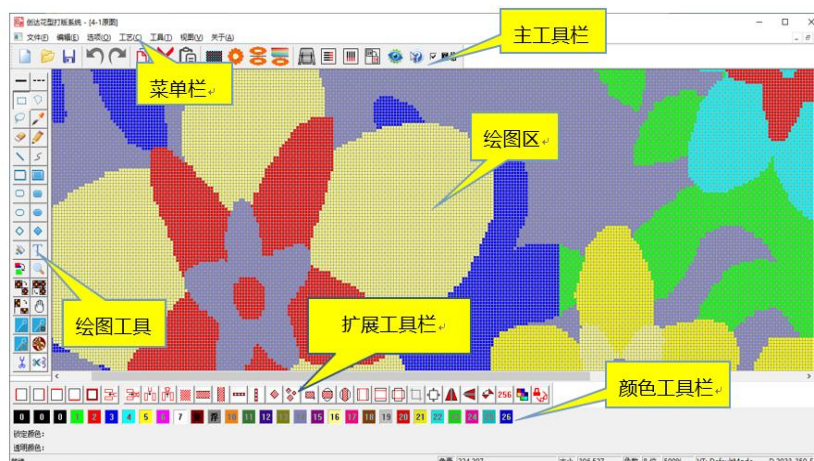 创达花型打版系统 - [4-1原图]
文件(F) 编辑(E) 选项(O) 工艺(C) 工具(T) 视图(V) 关于(A)
主工具栏
菜单栏
绘图区
绘图工具
扩展工具栏
颜色工具栏
256
0 0 0 1 2 3 4 5 6 7 8 浮 10 11 12 13 14 15 16 17 18 19 20 21 22 23 24 25 26
锁定颜色:
透明颜色: